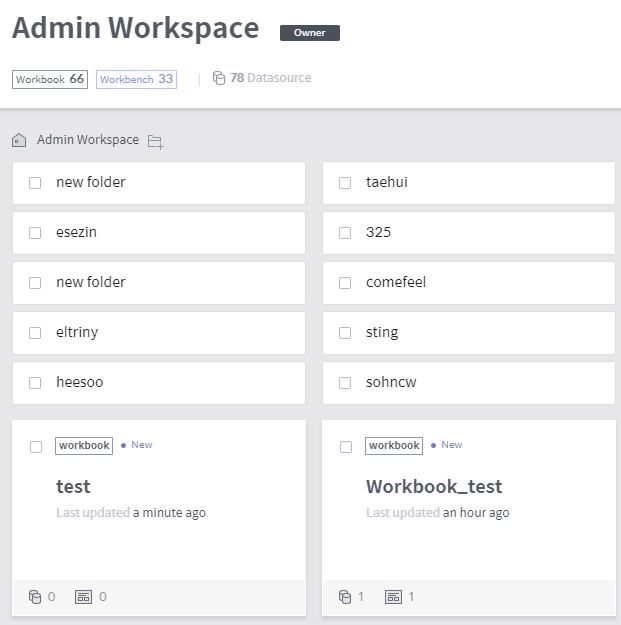 Admin Workspace Owner
Workbook 66 Workbench 33 78 Datasource
Admin Workspace
new folder taehui
esezin 325
new folder comefeel
eltriny sting
heesoo sohncw
workbook New workbook New
test Workbook_test
Last updated a minute ago Last updated an hour ago
0 0 1 1